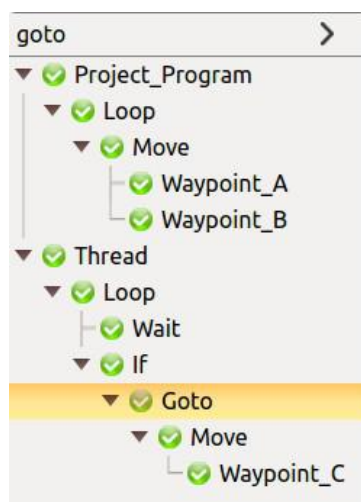 goto
Project_Program
Loop
Move
Waypoint_A
Waypoint_B
Thread
Loop
Wait
If
Goto
Move
Waypoint_C